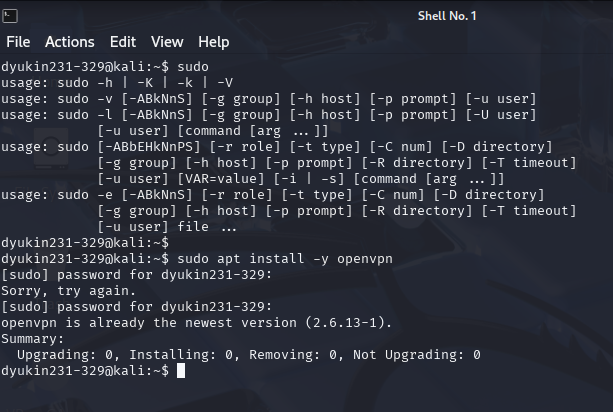 Shell No. 1
File Actions Edit View Help
dyukin231-329@kali:~$ sudo
usage: sudo -h | -K | -k | -V
usage: sudo -v [-ABkNnS] [-g group] [-h host] [-p prompt] [-u user]
usage: sudo -l [-ABkNnS] [-g group] [-h host] [-p prompt] [-U user]
[-u user] [command [arg ...]]
usage: sudo [-ABbEHkNnPS] [-r role] [-t type] [-C num] [-D directory]
[-g group] [-h host] [-p prompt] [-R directory] [-T timeout]
[-u user] [VAR=value] [-i | -s] [command [arg ...]]
usage: sudo -e [-ABkNnS] [-r role] [-t type] [-C num] [-D directory]
[-g group] [-h host] [-p prompt] [-R directory] [-T timeout]
[-u user] file ...
dyukin231-329@kali:~$
dyukin231-329@kali:~$ sudo apt install -y openvpn
[sudo] password for dyukin231-329:
Sorry, try again.
[sudo] password for dyukin231-329:
openvpn is already the newest version (2.6.13-1).
Summary:
Upgrading: 0, Installing: 0, Removing: 0, Not Upgrading: 0
dyukin231-329@kali:~$